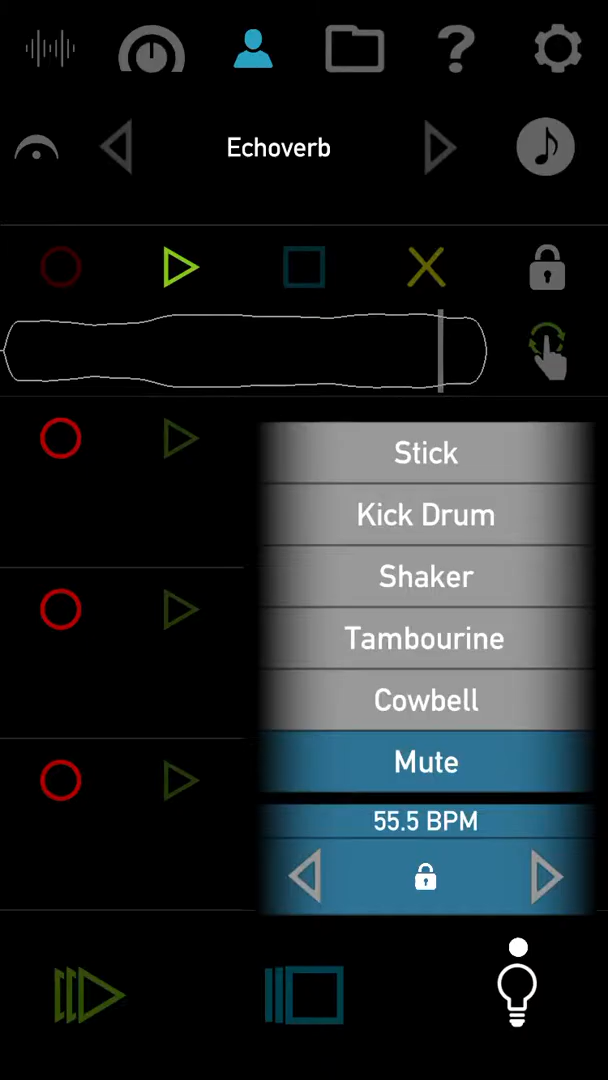 Echoverb
Stick
Kick Drum
Shaker
Tambourine
Cowbell
Mute
55.5 BPM